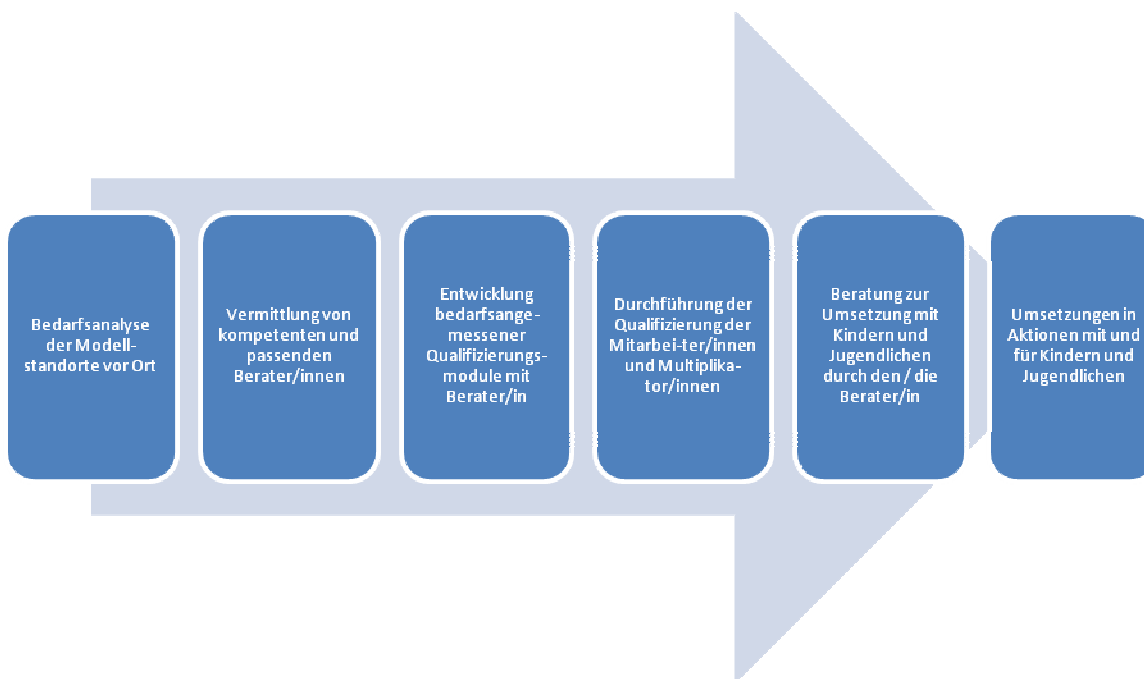 Bedarfsanalyse
der Modell-
standorte vor Ort
Vermittlung von
kompetenten und
passenden
Berater/innen
Entwicklung
bedarfsange-
messener
Qualifizierungs-
module mit
Berater/in
Durchführung der
Qualifizierung der
Mitarbei-ter/innen
und Multiplika-
tor/innen
Beratung zur
Umsetzung mit
Kindern und
Jugendlichen
durch den / die
Berater/in
Umsetzungen in
Aktionen mit und
für Kindern und
Jugendlichen